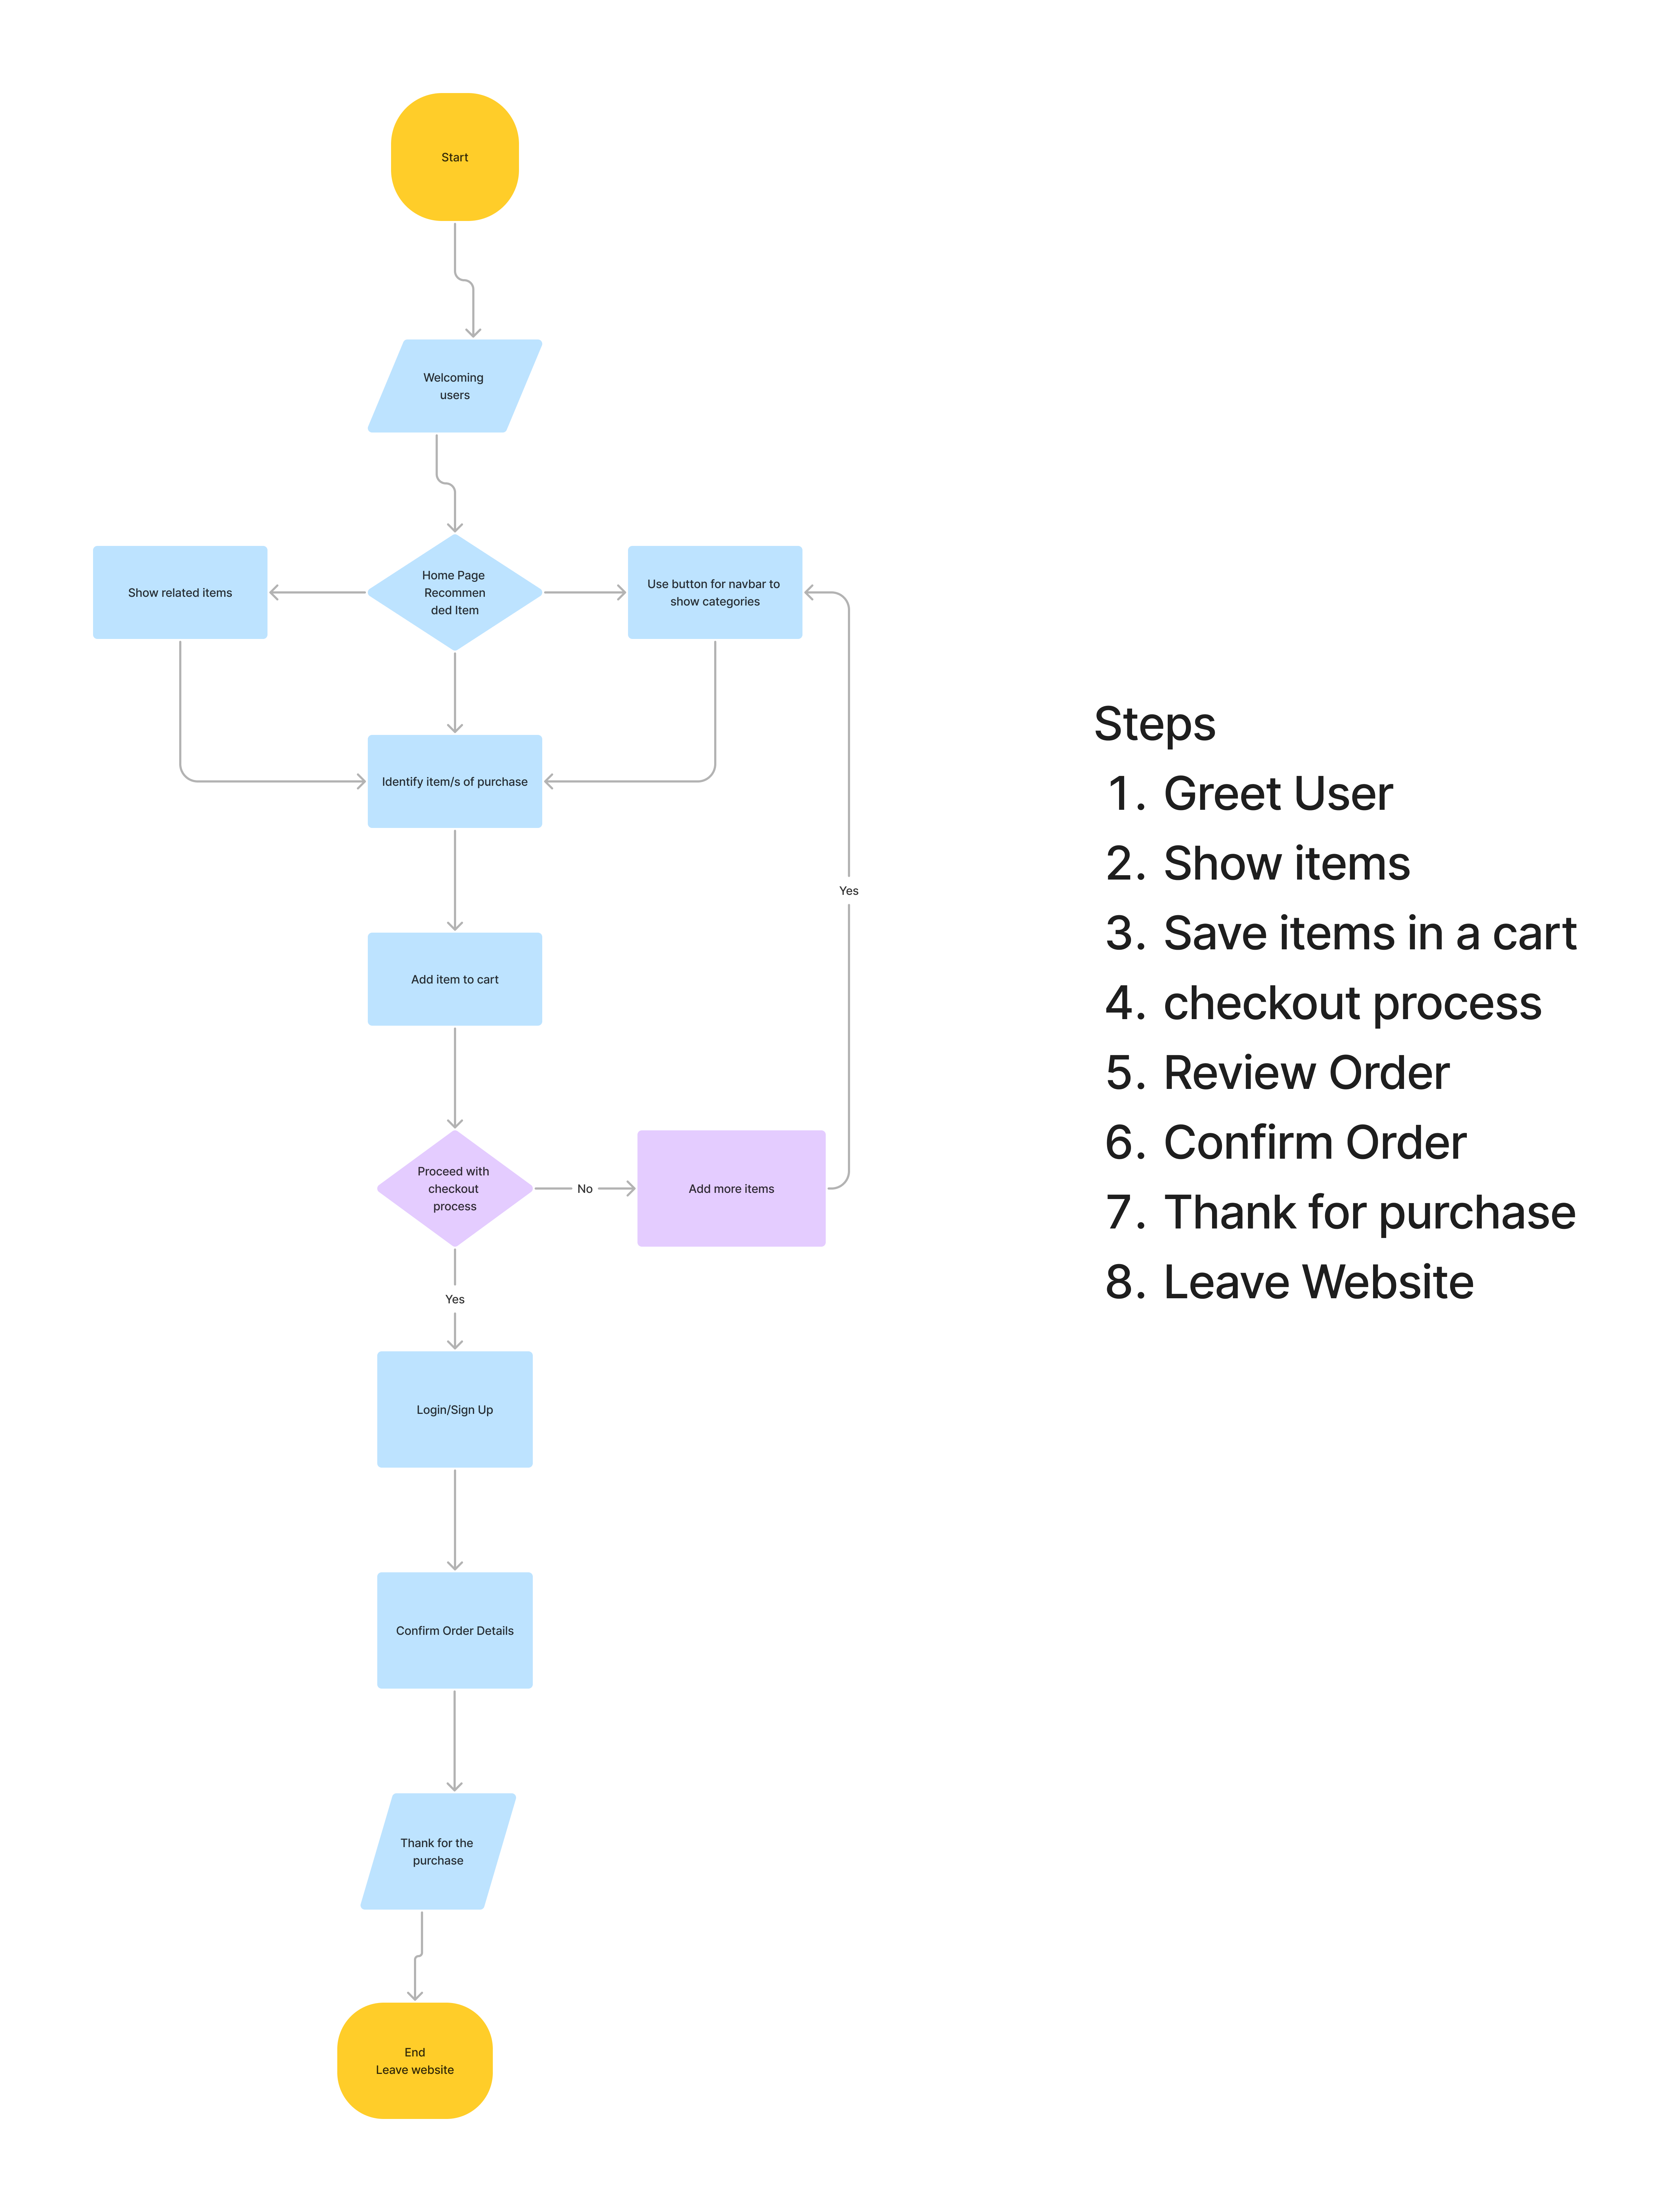 Start
Welcoming
users
Show related items
Home Page
Recommen
ded Item
Use button for navbar to
show categories
Identify item/s of purchase
Add item to cart
Yes
Proceed with
checkout
process
No
Add more items
Yes
Login/Sign Up
Confirm Order Details
Thank for the
purchase
End
Leave website
Steps
1. Greet User
2. Show items
3. Save items in a cart
4. checkout process
5. Review Order
6. Confirm Order
7. Thank for purchase
8. Leave Website